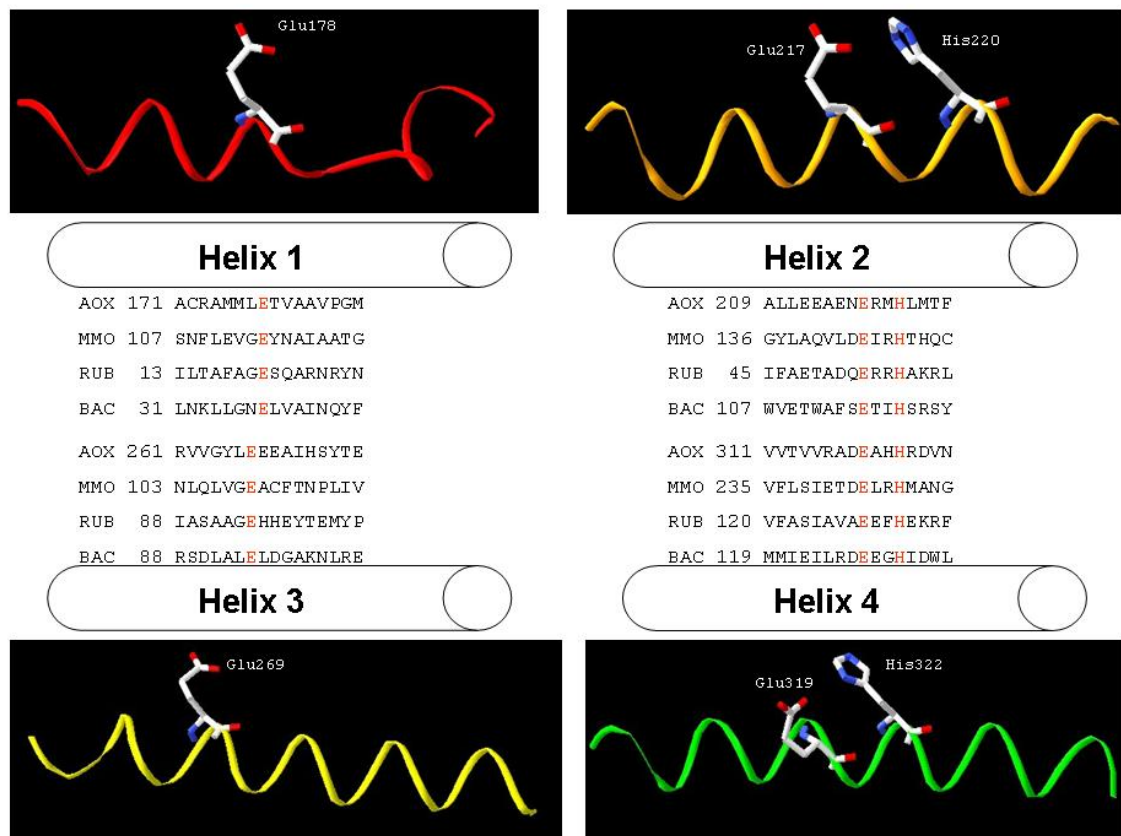 Glu178
Glu217
His220
Helix 1
AOX 171 ACRAMMLETVAAVPGM
MMO 107 SNFLEVGEYNAIAATG
RUB 13 ILTAFAGESQARNRYN
BAC 31 LNKLLGNELVAINQYF
Helix 2
AOX 209 ALLEEAENERMHLMTF
MMO 136 GYLAQVLDEIRHTHQC
RUB 45 IFAETADQERRHAKRL
BAC 107 WVETWAFSETIHSRSY
AOX 261 RVVGYLEEEAIHSYTE
MMO 103 NLQLVGEACFTNPLIV
RUB 88 IASAAGEHHEYTEMYP
BAC 88 RSDLALELDGAKNLRE
Helix 3
AOX 311 VVTVVRADEAHHRDVN
MMO 235 VFLSIETDELRHMANG
RUB 120 VFASIAVAEEFHEKRF
BAC 119 MMIEILRDEEGHIDWL
Helix 4
Glu269
Glu319
His322